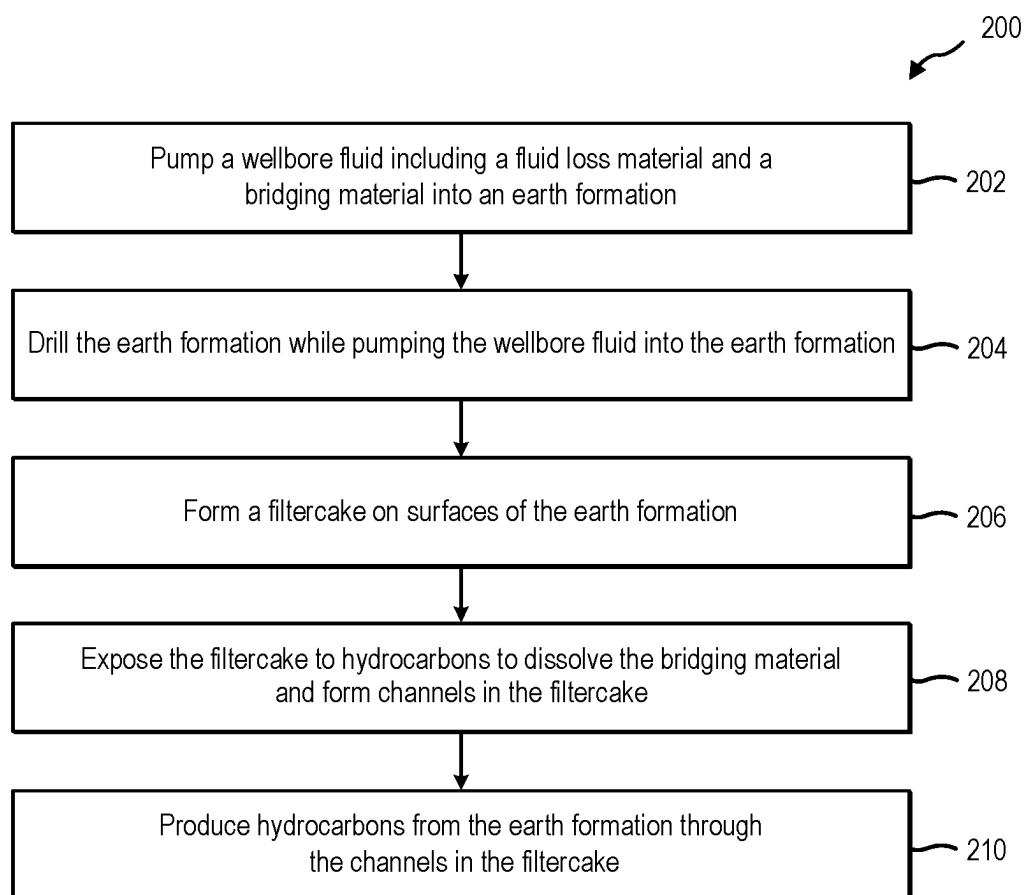 200
Pump a wellbore fluid including a fluid loss material and a
bridging material into an earth formation
202
Drill the earth formation while pumping the wellbore fluid into the earth formation
204
Form a filtercake on surfaces of the earth formation
206
Expose the filtercake to hydrocarbons to dissolve the bridging material
and form channels in the filtercake
208
Produce hydrocarbons from the earth formation through
the channels in the filtercake
210